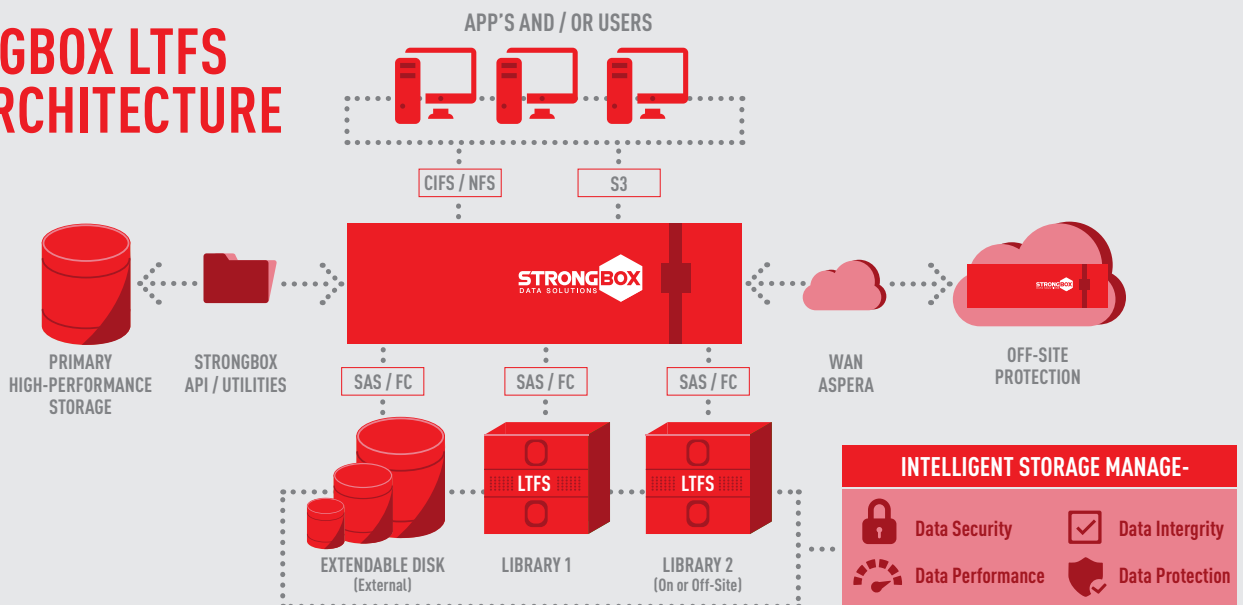 GBOX LTFS
RCHITECTURE
APP'S AND / OR USERS
CIFS / NFS
S3
STRONGBOX
DATA SOLUTIONS
STRONGBOX
PRIMARY
HIGH-PERFORMANCE
STORAGE
STRONGBOX
API / UTILITIES
WAN
ASPERA
OFF-SITE
PROTECTION
SAS / FC
SAS / FC
SAS / FC
LTFS
LTFS
EXTENDABLE DISK
(External)
LIBRARY 1
LIBRARY 2
(On or Off-Site)
INTELLIGENT STORAGE MANAGE-
Data Security
Data Intergrity
Data Performance
Data Protection